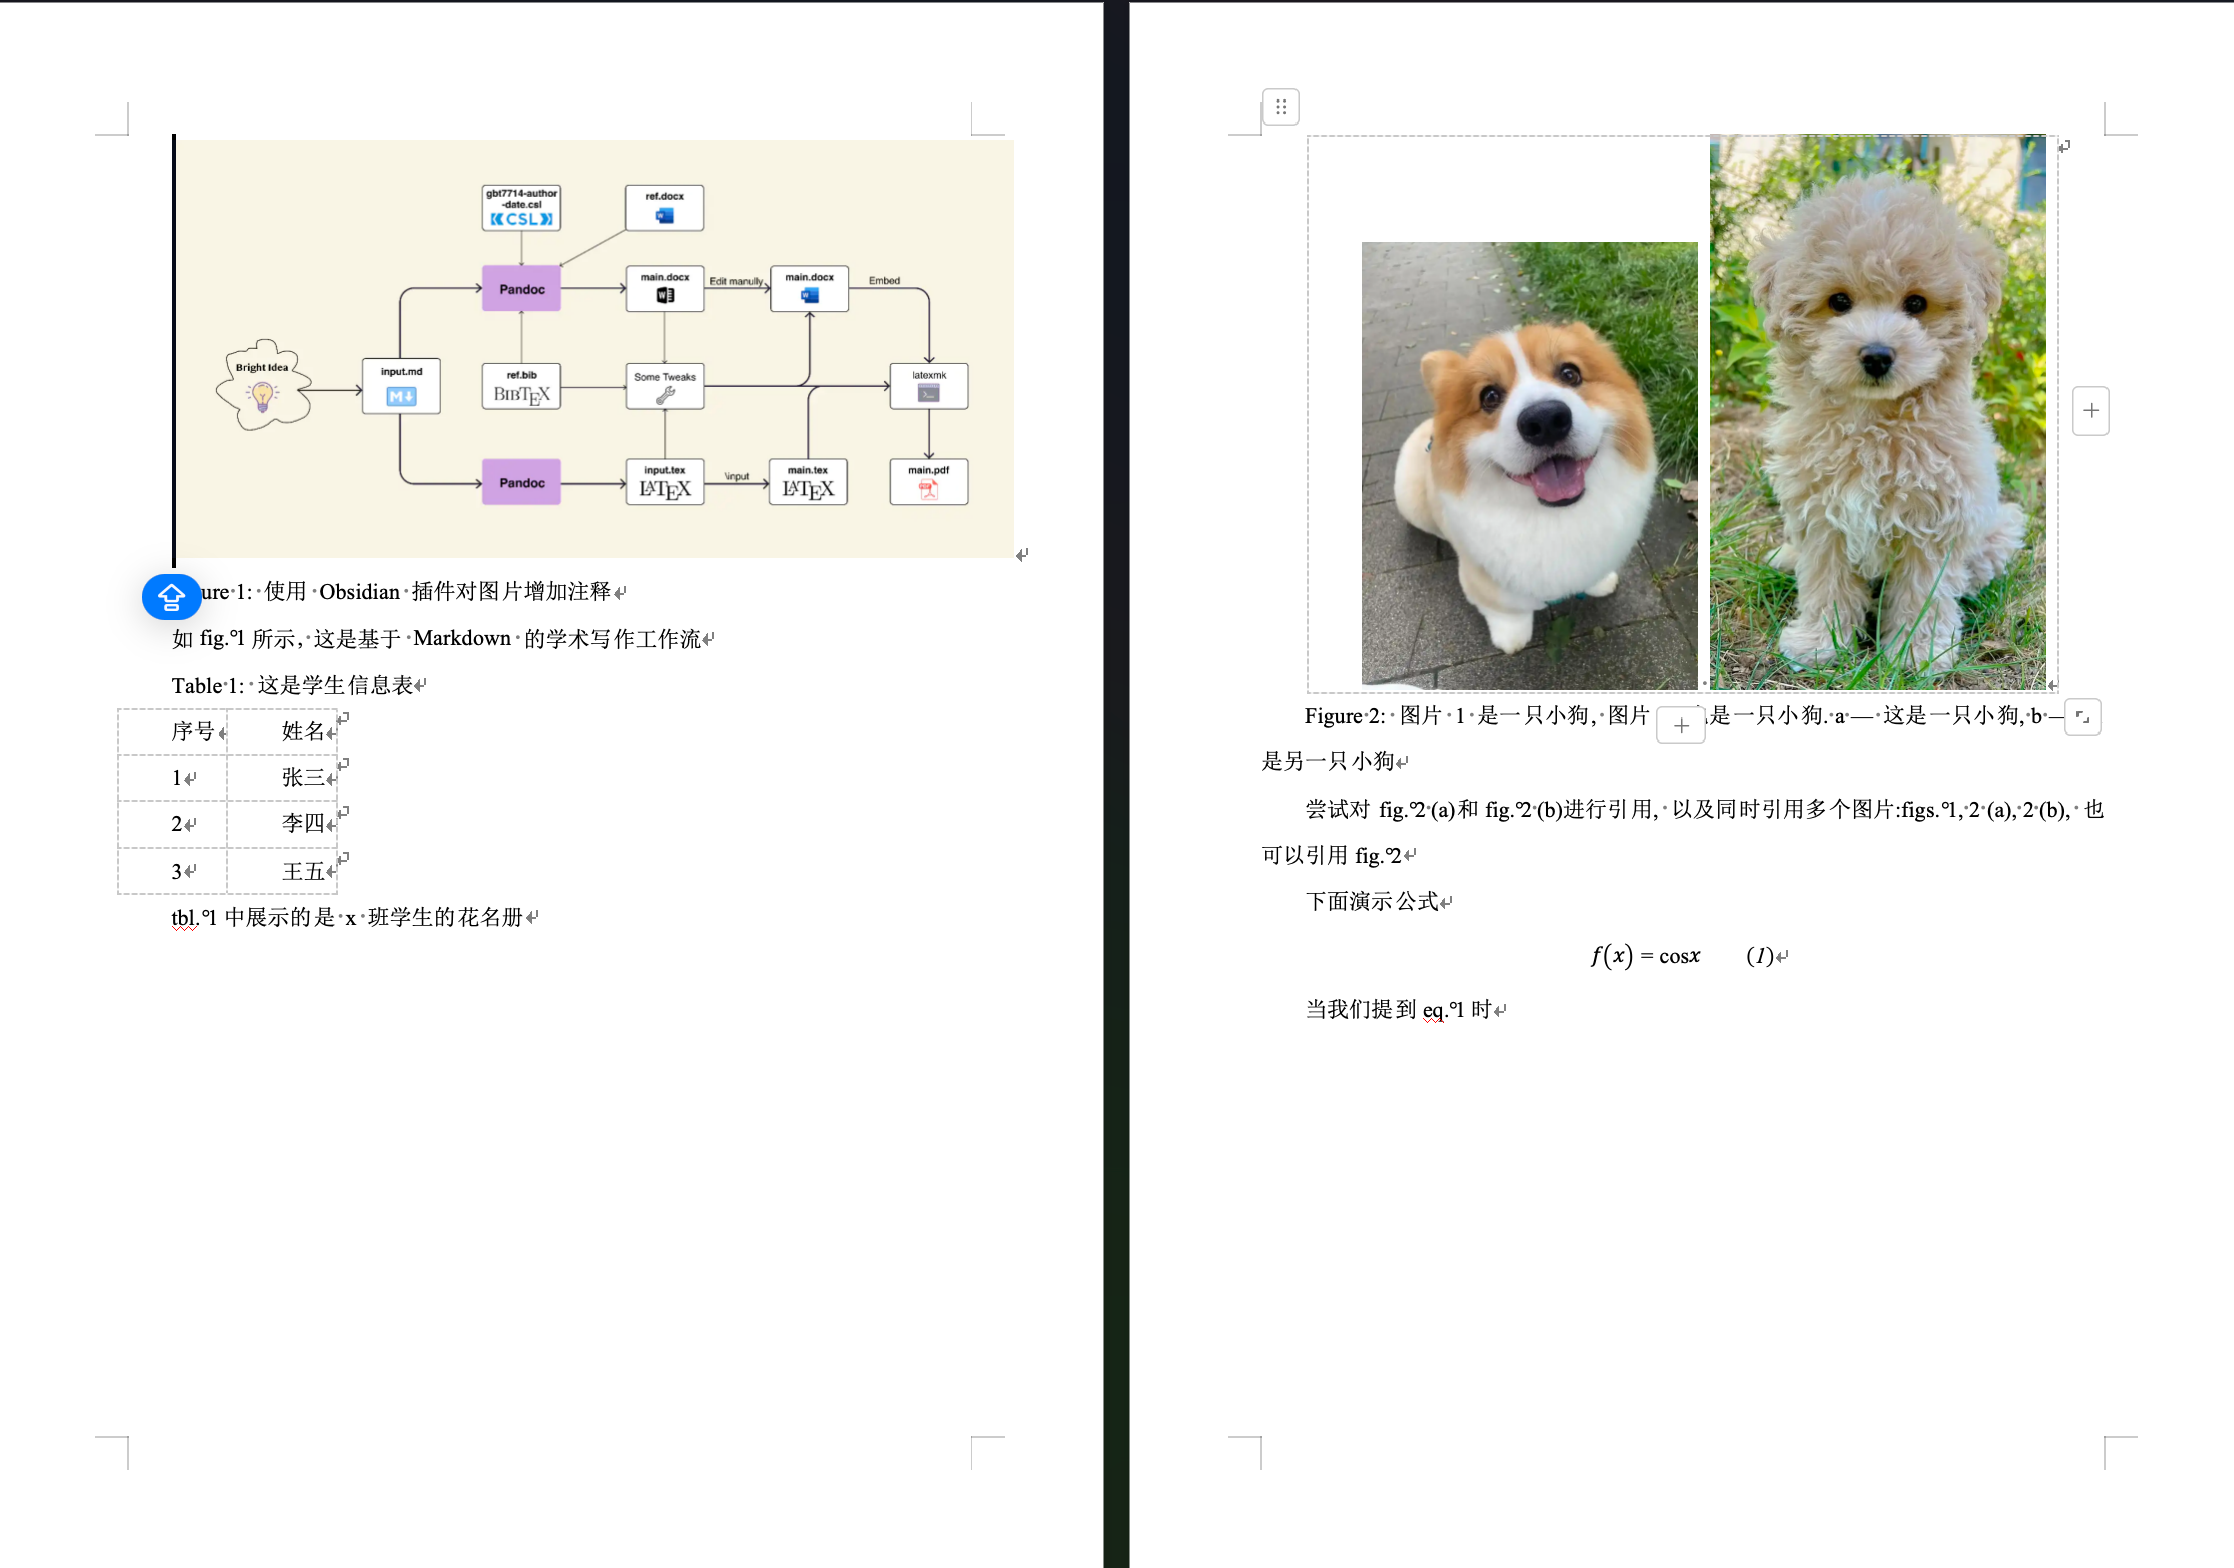 gbt7714-author
-date.csl
CSL
ref.docx
Pandoc
main.docx
Edit manully
main.docx
Embed
Bright Idea
input.md
M
ref.bib
BIBTEX
Some Tweaks
latexmk
Pandoc
input.tex
LATEX
\input
main.tex
LATEX
main.pdf
ure 1: 使用 Obsidian 插件对图片增加注释
如 fig.°1 所示, 这是基于 Markdown 的学术写作工作流
Table 1: 这是学生信息表
序号 姓名
1 张三
2 李四
3 王五
tbl.°1 中展示的是 x 班学生的花名册
Figure 2: 图片 1 是一只小狗, 图片 是一只小狗. a — 这是一只小狗, b —
是另一只小狗
尝试对 fig.°2 (a)和 fig.°2 (b)进行引用, 以及同时引用多个图片:figs.°1, 2 (a), 2 (b), 也
可以引用 fig.°2
下面演示公式
f(x) = cosx (1)
当我们提到 eq.°1 时